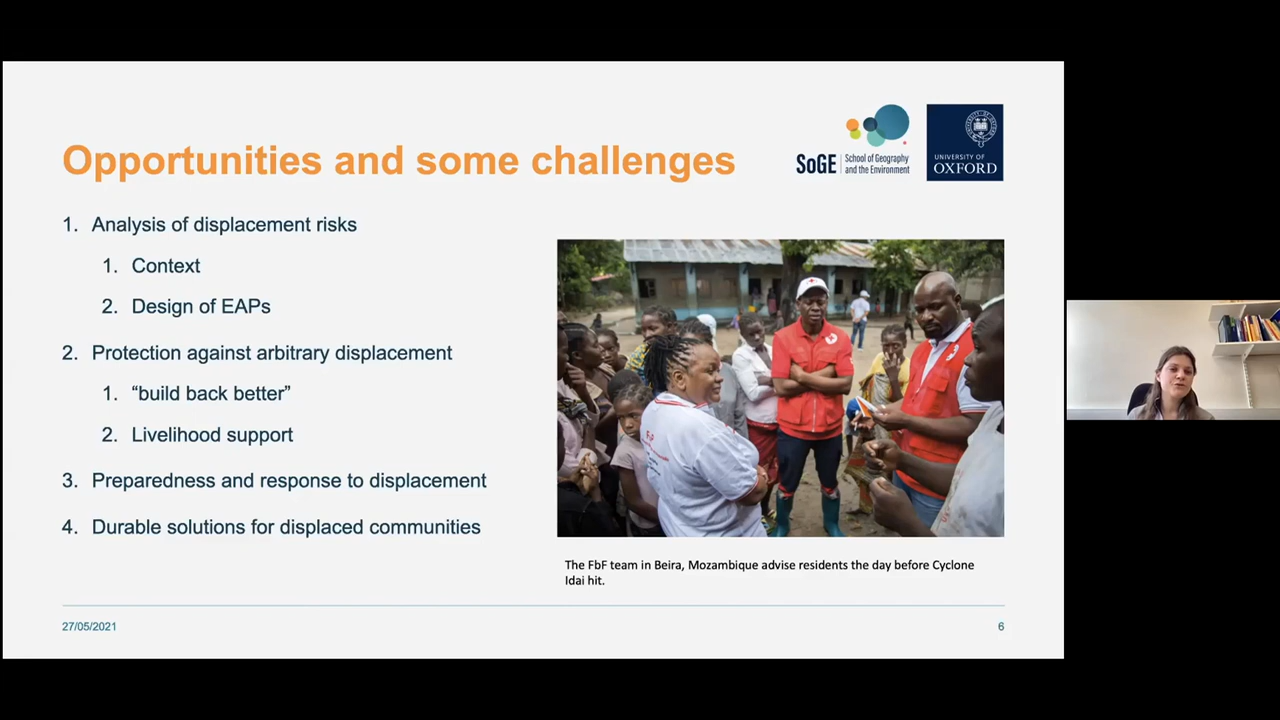 Opportunities and some challenges
SoGE
School of Geography
and the Environment
UNIVERSITY OF
OXFORD
1. Analysis of displacement risks
1. Context
2. Design of EAPs
2. Protection against arbitrary displacement
1. “build back better”
2. Livelihood support
3. Preparedness and response to displacement
4. Durable solutions for displaced communities
The FbF team in Beira, Mozambique advise residents the day before Cyclone
Idai hit.
27/05/2021
6